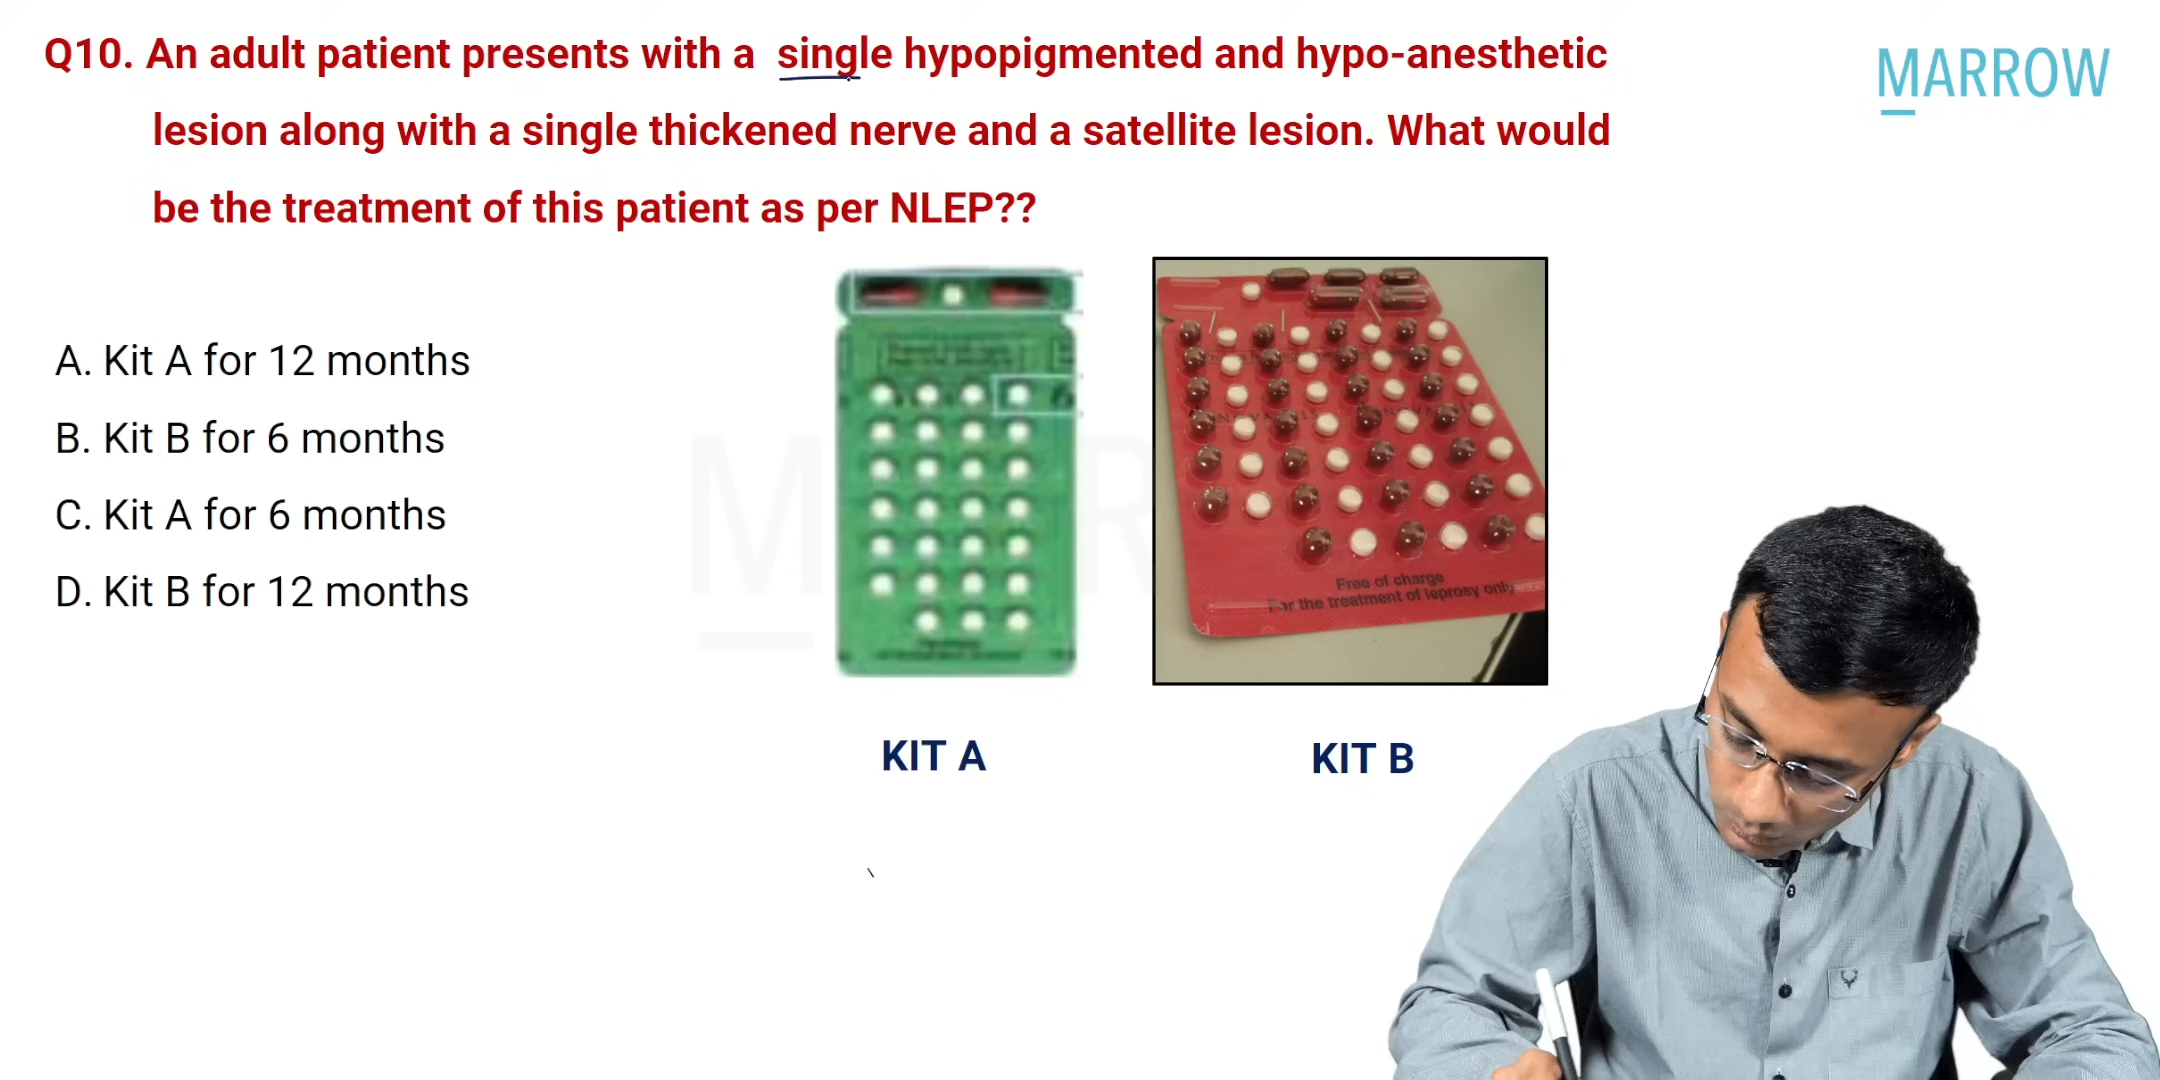 Q10. An adult patient presents with a single hypopigmented and hypo-anesthetic
MARROW
lesion along with a single thickened nerve and a satellite lesion. What would
be the treatment of this patient as per NLEP??
A. Kit A for 12 months
B. Kit B for 6 months
C. Kit A for 6 months
D. Kit B for 12 months
Free of charge
For the treatment of leprosy only
KIT A
KIT B